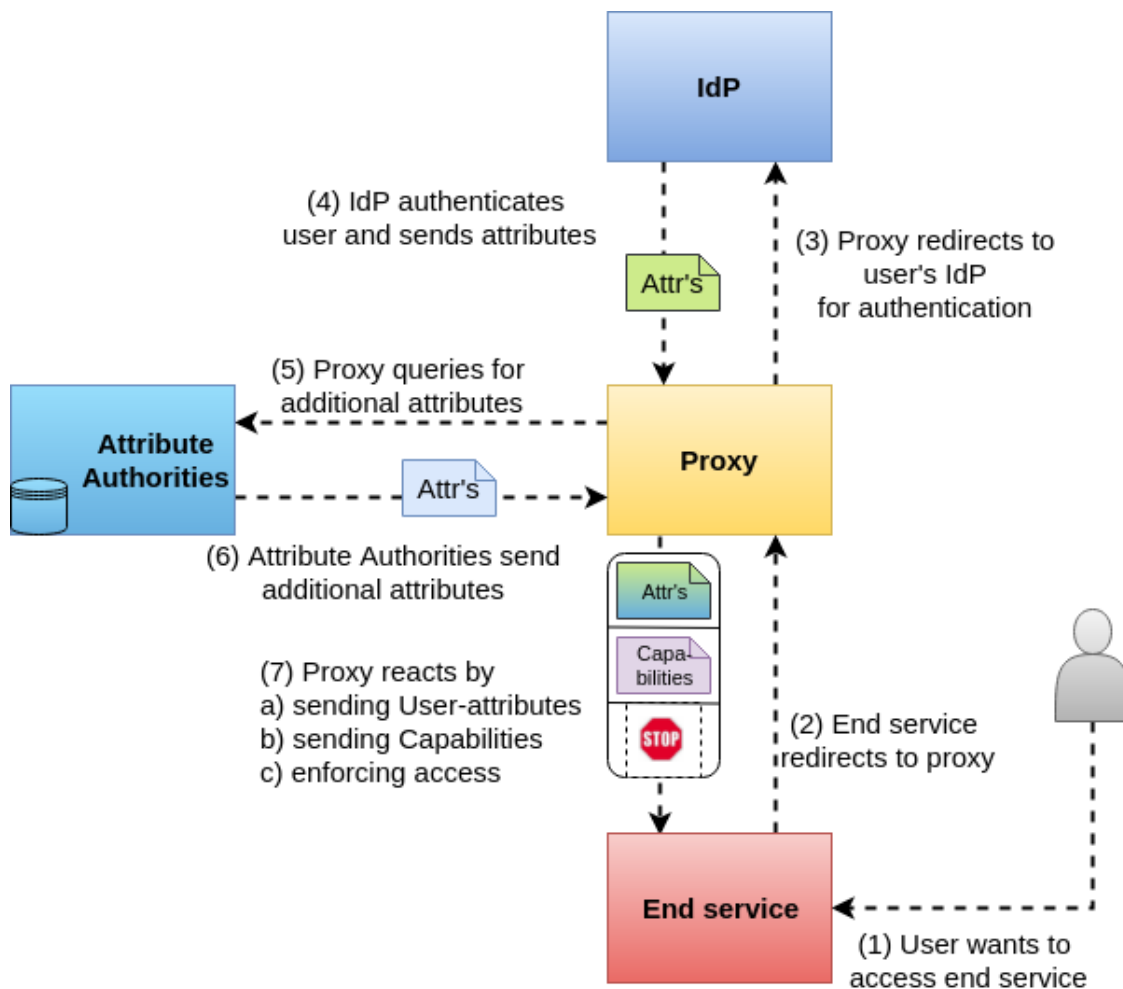 IdP
(4) IdP authenticates
user and sends attributes
(3) Proxy redirects to
user's IdP
for authentication
Attr's
(5) Proxy queries for
additional attributes
Attribute
Authorities
Proxy
Attr's
(6) Attribute Authorities send
additional attributes
Attr's
Capa-
bilities
(7) Proxy reacts by
a) sending User-attributes
b) sending Capabilities
c) enforcing access
STOP
(2) End service
redirects to proxy
End service
(1) User wants to
access end service